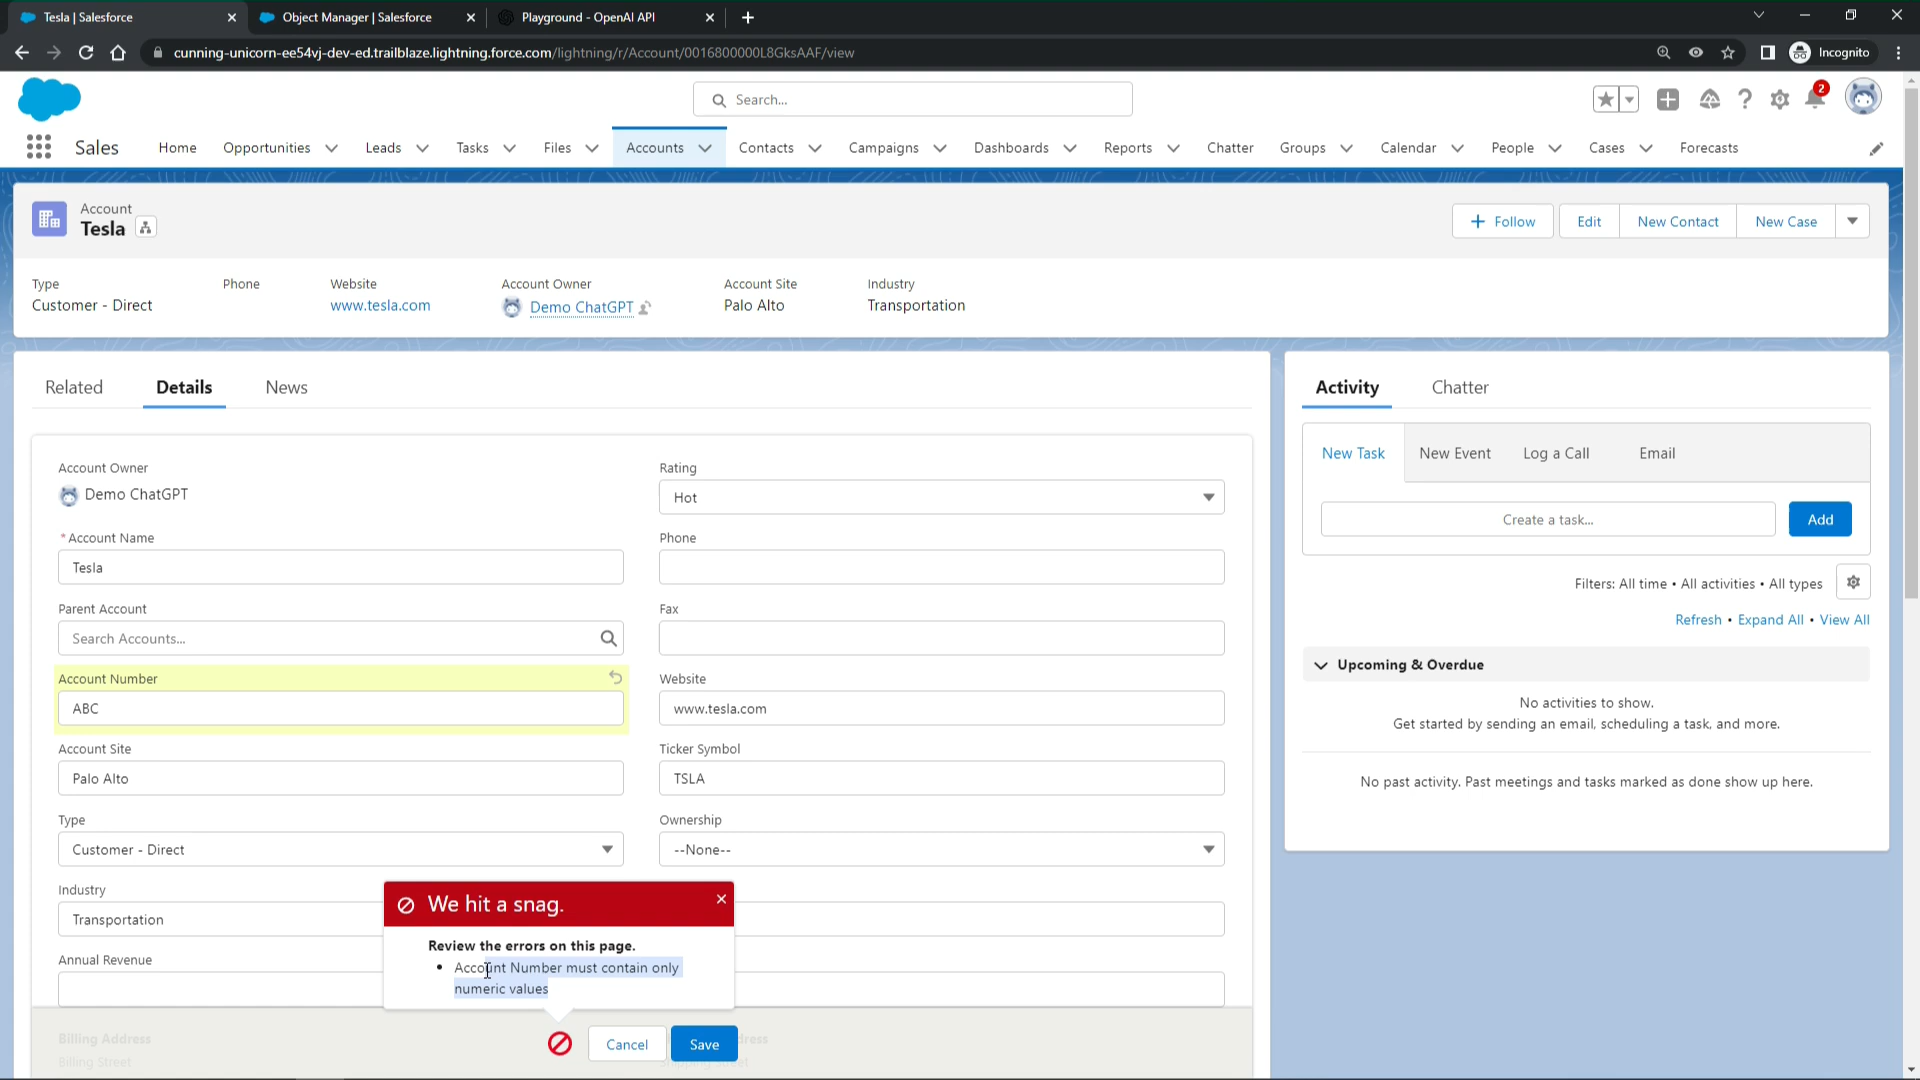 Tesla | Salesforce
Object Manager | Salesforce
Playground - OpenAI API
cunning-unicorn-ee54vj-dev-ed.trailblaze.lightning.force.com/lightning/r/Account/0016800000L8GksAAF/view
Incognito
Search...
2
Sales
Home
Opportunities
Leads
Tasks
Files
Accounts
Contacts
Campaigns
Dashboards
Reports
Chatter
Groups
Calendar
People
Cases
Forecasts
Account
Tesla
Follow
Edit
New Contact
New Case
Type
Customer - Direct
Phone
Website
www.tesla.com
Account Owner
Demo ChatGPT
Account Site
Palo Alto
Industry
Transportation
Related
Details
News
Account Owner
Demo ChatGPT
Rating
Hot
* Account Name
Tesla
Phone
Parent Account
Search Accounts...
Fax
Account Number
ABC
Website
www.tesla.com
Account Site
Palo Alto
Ticker Symbol
TSLA
Type
Customer - Direct
Ownership
--None--
Industry
Transportation
Annual Revenue
We hit a snag.
Review the errors on this page.
• Account Number must contain only
numeric values
Billing Address
Billing Street
dress
Shipping Street
Cancel
Save
Activity
Chatter
New Task
New Event
Log a Call
Email
Create a task...
Add
Filters: All time • All activities • All types
Refresh • Expand All • View All
Upcoming & Overdue
No activities to show.
Get started by sending an email, scheduling a task, and more.
No past activity. Past meetings and tasks marked as done show up here.